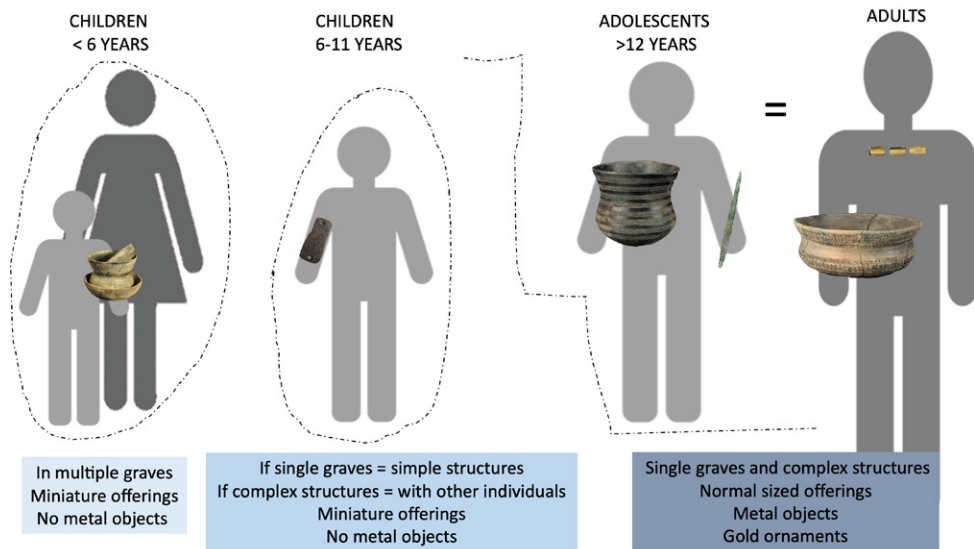 CHILDREN
< 6 YEARS
CHILDREN
6-11 YEARS
ADOLESCENTS
>12 YEARS
ADULTS
=
In multiple graves
Miniature offerings
No metal objects
If single graves = simple structures
If complex structures = with other individuals
Miniature offerings
No metal objects
Single graves and complex structures
Normal sized offerings
Metal objects
Gold ornaments